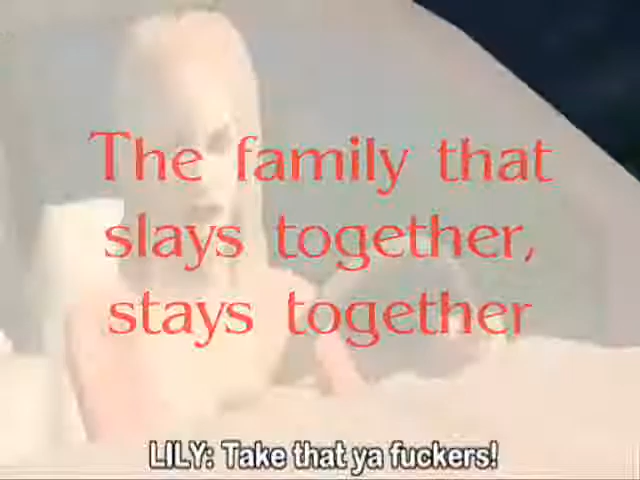 The family that
slays together,
stays together
LILY: Take that ya fuckers!